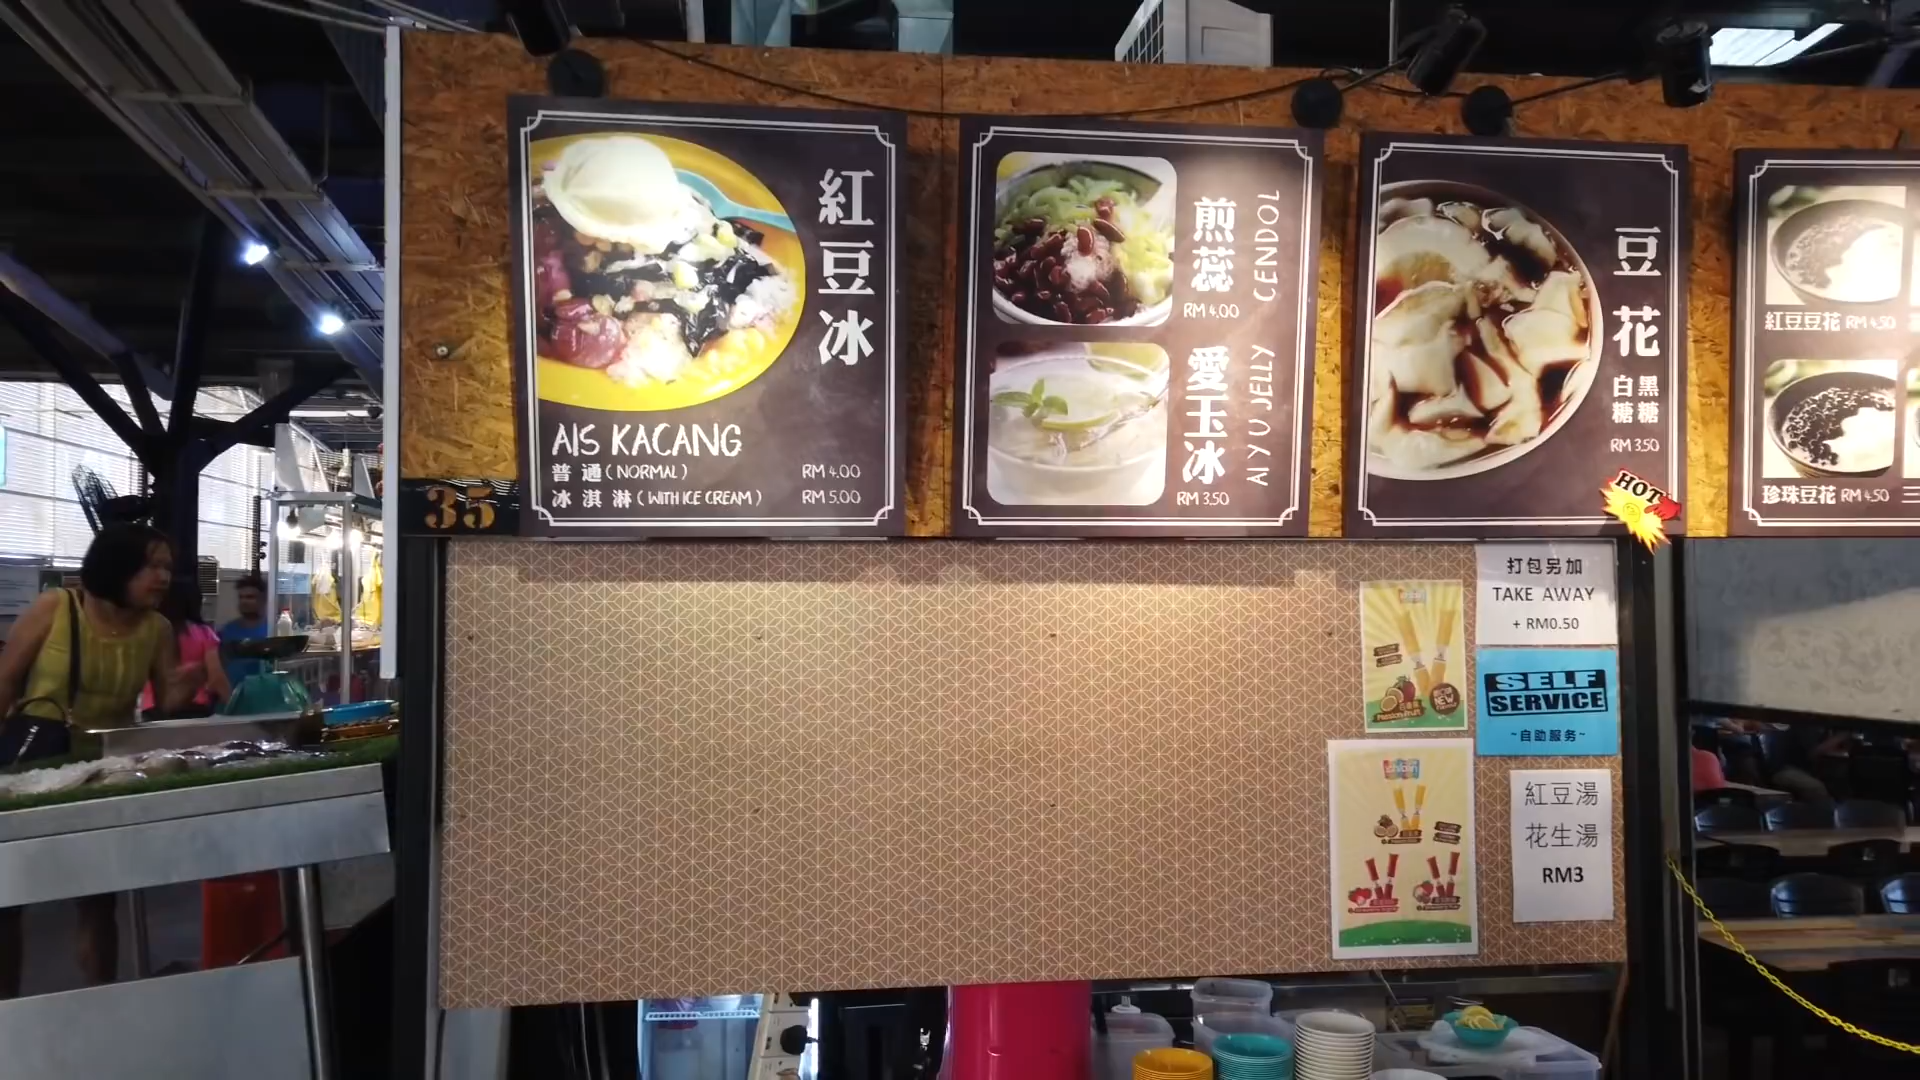 35
紅豆冰
AIS KACANG
普通(NORMAL) RM 4.00
冰淇淋(WITH ICE CREAM) RM 5.00
煎蕊 CENDOL
RM 4.00
愛玉冰 AI YU JELLY
RM 3.50
豆花
黑糖
白糖
RM 3.50
HOT
紅豆豆花 RM 4.50
珍珠豆花 RM 4.50
三
打包另加
TAKE AWAY
+ RM0.50
SELF
SERVICE
~自助服务~
紅豆湯
花生湯
RM3
Passion Fruit
NEW